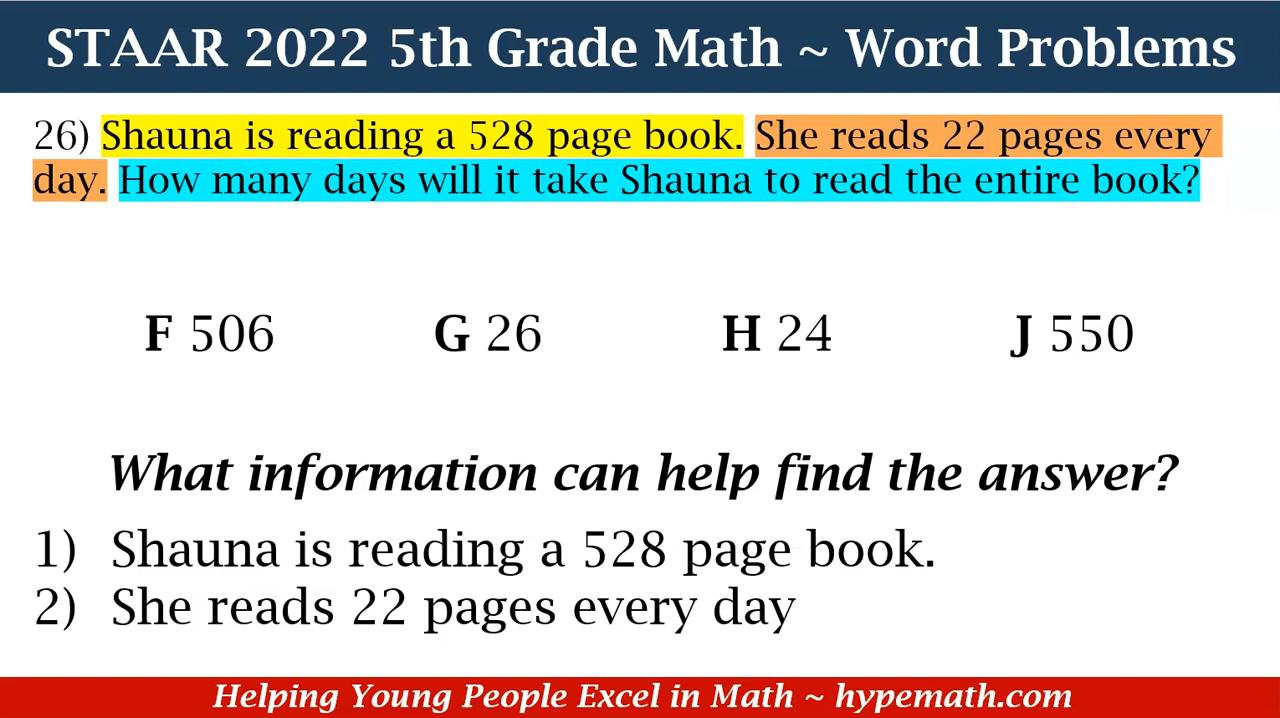 STAAR 2022 5th Grade Math ~ Word Problems
26) Shauna is reading a 528 page book. She reads 22 pages every
day. How many days will it take Shauna to read the entire book?
F 506 G 26 H 24 J 550
What information can help find the answer?
1) Shauna is reading a 528 page book.
2) She reads 22 pages every day
Helping Young People Excel in Math ~ hypemath.com